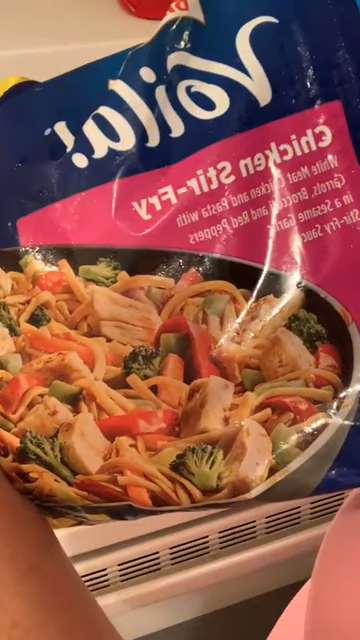 Voila!
Chicken Stir-Fry
White Meat Chicken and Pasta with
Carrots, Broccoli and Red Peppers
in a Sesame Garlic
Stir-Fry Sauce